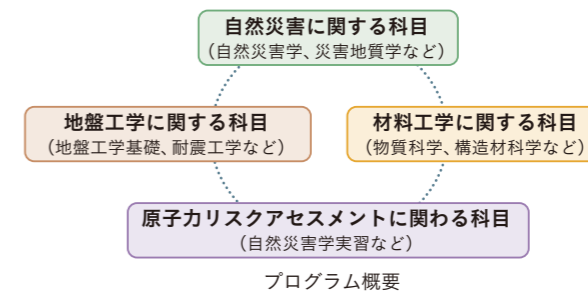 自然災害に関する科目
（自然災害学、災害地質学など）
地盤工学に関する科目
（地盤工学基礎、耐震工学など）
材料工学に関する科目
（物質科学、構造材科学など）
原子力リスクアセスメントに関わる科目
（自然災害学実習など）
プログラム概要